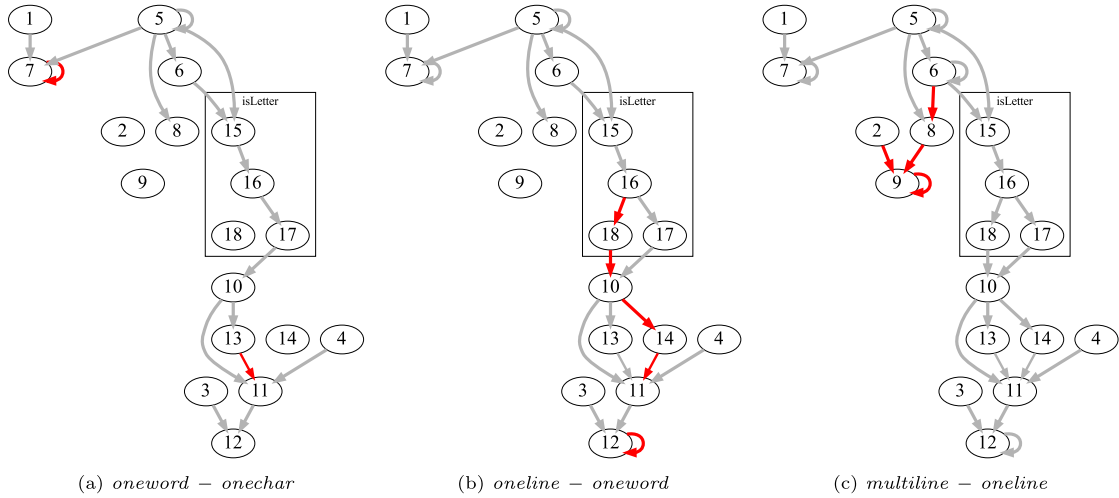 1 5 1 5 1 5
7 6 7 6 7 6
isLetter isLetter isLetter
2 8 15 2 8 15 2 8 15
9 16 9 16 9 16
18 17 18 17 18 17
10 10 10
13 14 4 13 14 4 13 14 4
3 11 3 11 3 11
12 12 12
(a) oneword − onechar (b) oneline − oneword (c) multiline − oneline